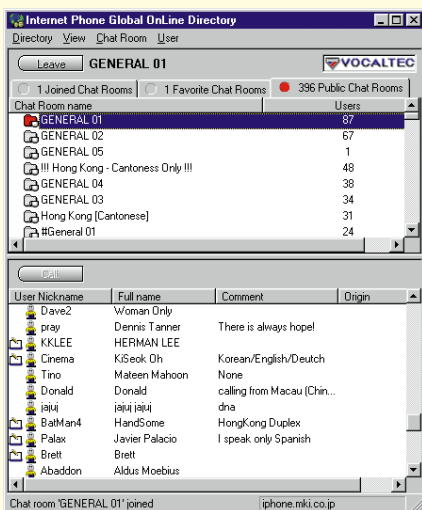 Internet Phone Global OnLine Directory
Directory View Chat Room User
Leave GENERAL 01 VOCALTEC
1 Joined Chat Rooms 1 Favorite Chat Rooms 396 Public Chat Rooms
Chat Room name Users
GENERAL 01 87
GENERAL 02 67
GENERAL 05 1
!!! Hong Kong - Cantoness Only !!! 48
GENERAL 04 38
GENERAL 03 34
Hong Kong [Cantonese] 31
#General 01 24
Call
User Nickname Full name Comment Origin
Dave2 Woman Only
pray Dennis Tanner There is always hope!
KKLEE HERMAN LEE
Cinema KiSeok Oh Korean/English/Deutch
Tino Mateen Mahoon None
Donald Donald calling from Macau (Chin...
jajuj jajuj jajuj dna
BatMan4 HandSome HongKong Duplex
Palax Javier Palacio I speak only Spanish
Brett Brett
Abaddon Aldus Moebius
Chat room 'GENERAL 01' joined iphone.mki.co.jp